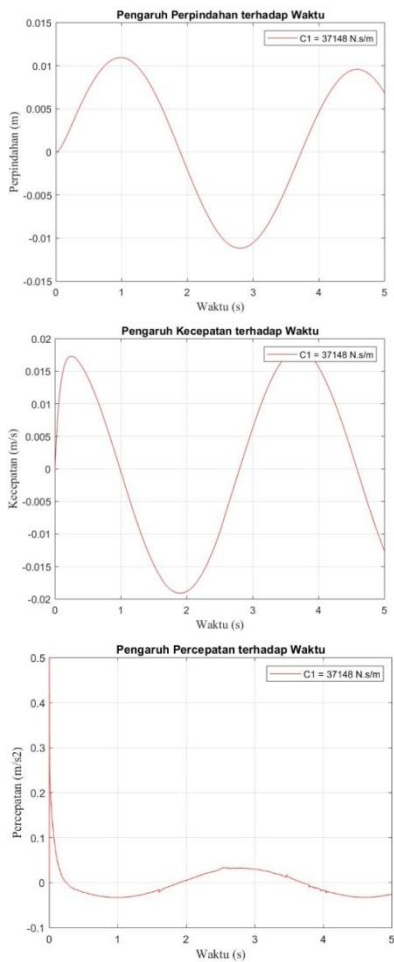 Pengaruh Perpindahan terhadap Waktu
0.015
C1 = 37148 N.s/m
0.01
0.005
Perpindahan (m)
0
-0.005
-0.01
-0.015
0 1 2 3 4 5
Waktu (s)
Pengaruh Kecepatan terhadap Waktu
0.02
C1 = 37148 N.s/m
0.015
0.01
0.005
Kecepatan (m/s)
0
-0.005
-0.01
-0.015
-0.02
0 1 2 3 4 5
Waktu (s)
Pengaruh Percepatan terhadap Waktu
0.5
C1 = 37148 N.s/m
0.4
0.3
Percepatan (m/s2)
0.2
0.1
0
-0.1
0 1 2 3 4 5
Waktu (s)